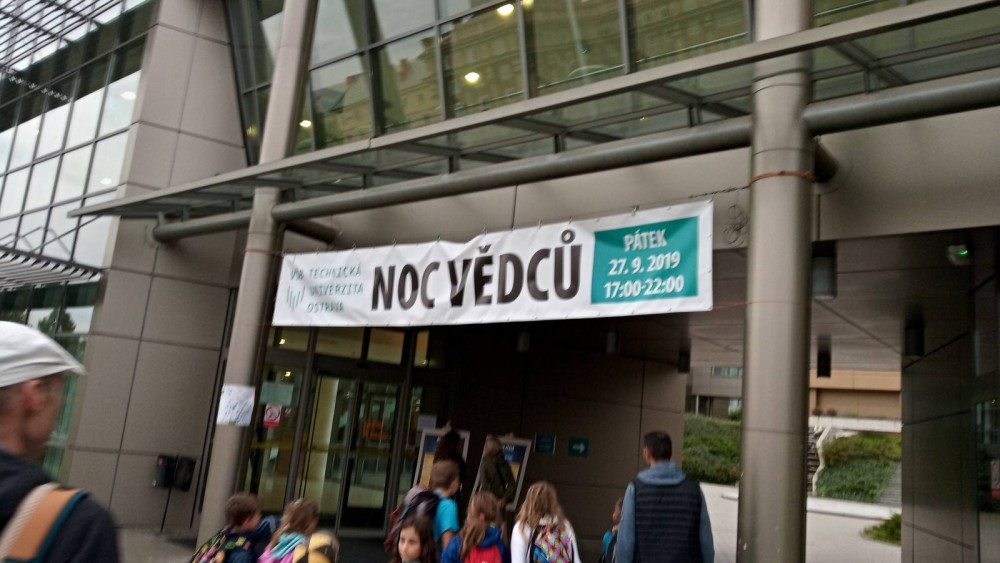 VŠB TECHNICKÁ
UNIVERZITA
OSTRAVA
NOC VĚDCŮ
PÁTEK
27. 9. 2019
17:00-22:00